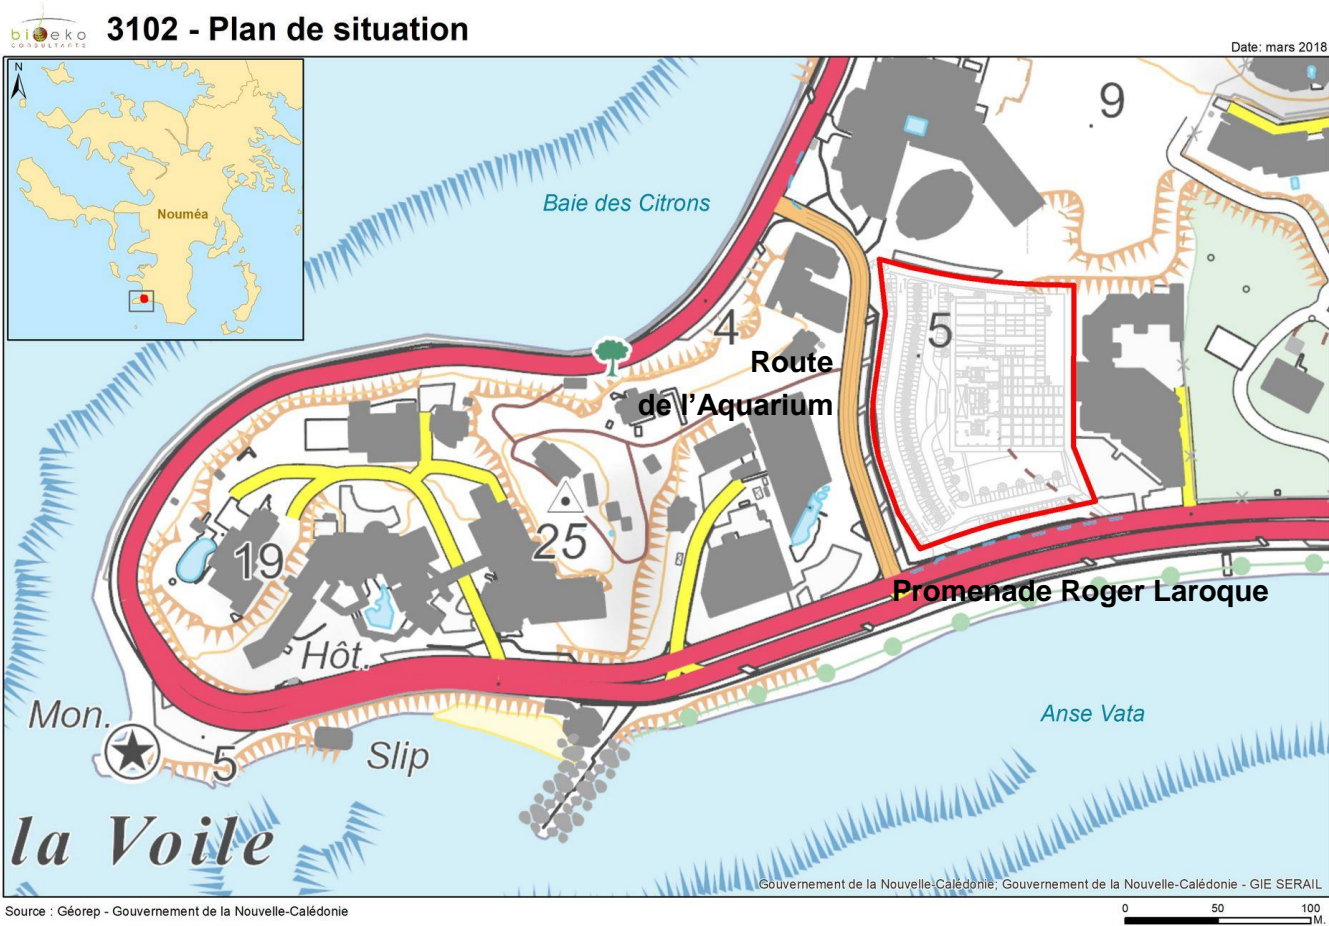 bioeko
CONSULTANTS
3102 - Plan de situation
Date: mars 2018
N
Nouméa
Baie des Citrons
9
4
5
Route
de l'Aquarium
25
19
Promenade Roger Laroque
Hôt.
Mon.
5
Slip
Anse Vata
la Voile
Gouvernement de la Nouvelle-Calédonie; Gouvernement de la Nouvelle-Calédonie - GIE SERAIL
Source : Géorep - Gouvernement de la Nouvelle-Calédonie
0 50 100
M.